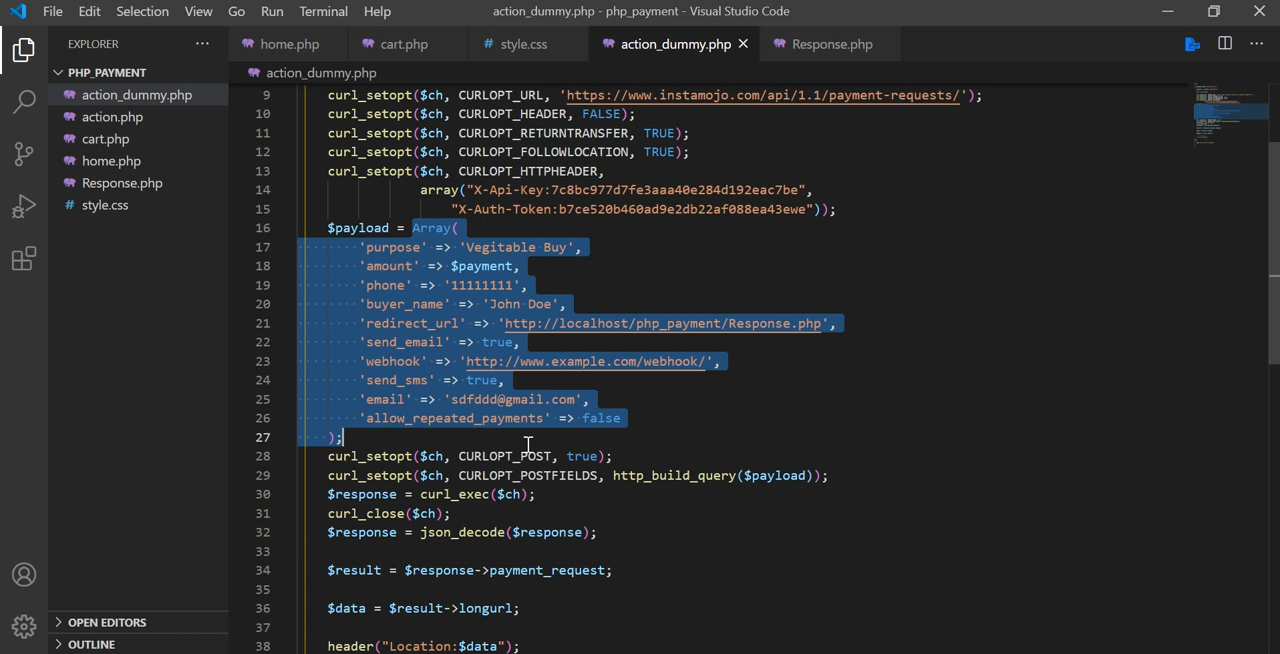 File Edit Selection View Go Run Terminal Help action_dummy.php - php_payment - Visual Studio Code
EXPLORER
home.php cart.php # style.css action_dummy.php Response.php
PHP_PAYMENT
action_dummy.php
action.php
cart.php
home.php
Response.php
# style.css
OPEN EDITORS
OUTLINE
action_dummy.php
9 curl_setopt($ch, CURLOPT_URL, 'https://www.instamojo.com/api/1.1/payment-requests/');
10 curl_setopt($ch, CURLOPT_HEADER, FALSE);
11 curl_setopt($ch, CURLOPT_RETURNTRANSFER, TRUE);
12 curl_setopt($ch, CURLOPT_FOLLOWLOCATION, TRUE);
13 curl_setopt($ch, CURLOPT_HTTPHEADER,
14 array("X-Api-Key:7c8bc977d7fe3aaa40e284d192eac7be",
15 "X-Auth-Token:b7ce520b460ad9e2db22af088ea43ewe"));
16 $payload = Array(
17 'purpose' => 'Vegitable Buy',
18 'amount' => $payment,
19 'phone' => '11111111',
20 'buyer_name' => 'John Doe',
21 'redirect_url' => 'http://localhost/php_payment/Response.php',
22 'send_email' => true,
23 'webhook' => 'http://www.example.com/webhook/',
24 'send_sms' => true,
25 'email' => 'sdfddd@gmail.com',
26 'allow_repeated_payments' => false
27 );
28 curl_setopt($ch, CURLOPT_POST, true);
29 curl_setopt($ch, CURLOPT_POSTFIELDS, http_build_query($payload));
30 $response = curl_exec($ch);
31 curl_close($ch);
32 $response = json_decode($response);
33
34 $result = $response->payment_request;
35
36 $data = $result->longurl;
37
38 header("Location:$data");